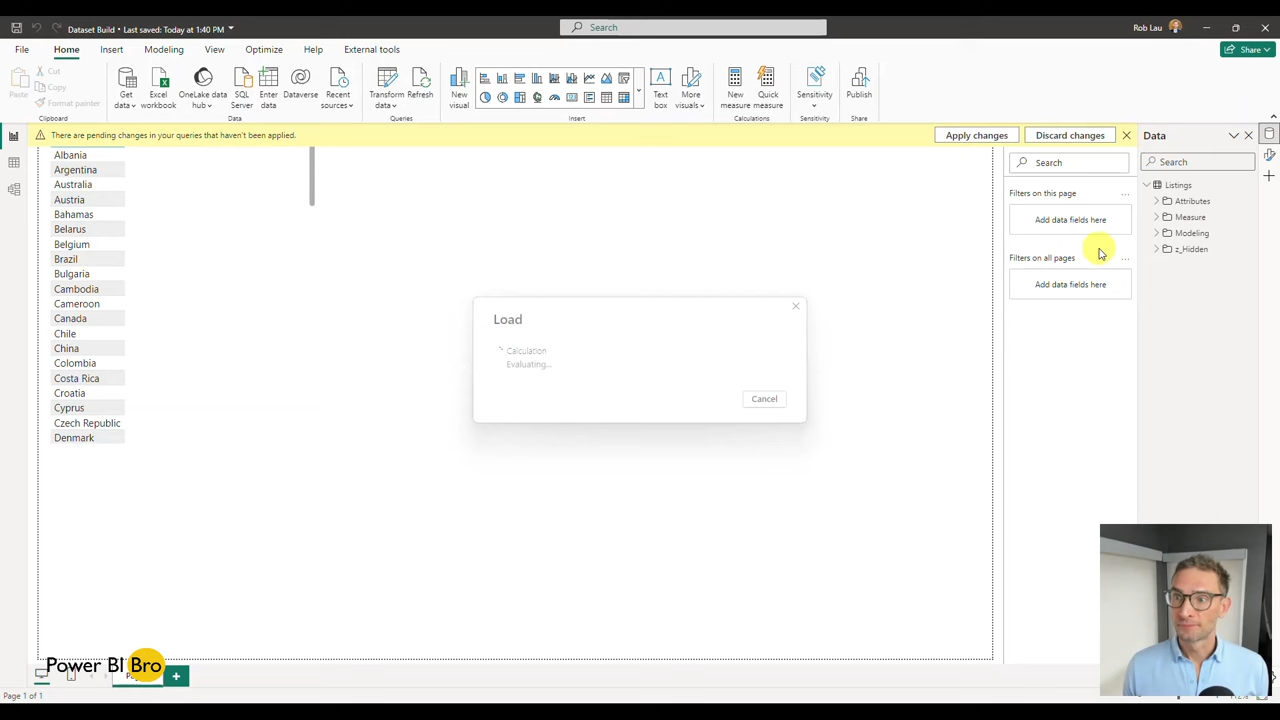 Dataset Build • Last saved: Today at 1:40 PM
Search
Rob Lau
File Home Insert Modeling View Optimize Help External tools
Share
Paste
Cut
Copy
Format painter
Clipboard
Get data
Excel workbook
OneLake data hub
SQL Server
Enter data
Dataverse
Recent sources
Data
Transform data
Refresh
Queries
New visual
Text box
More visuals
Insert
New measure
Quick measure
Calculations
Sensitivity
Sensitivity
Publish
Share
There are pending changes in your queries that haven't been applied.
Apply changes
Discard changes
Albania
Argentina
Australia
Austria
Bahamas
Belarus
Belgium
Brazil
Bulgaria
Cambodia
Cameroon
Canada
Chile
China
Colombia
Costa Rica
Croatia
Cyprus
Czech Republic
Denmark
Load
Calculation
Evaluating...
Cancel
Search
Filters on this page
Add data fields here
Filters on all pages
Add data fields here
Data
Search
Listings
Attributes
Measure
Modeling
z_Hidden
Power BI Bro
Page 1 of 1